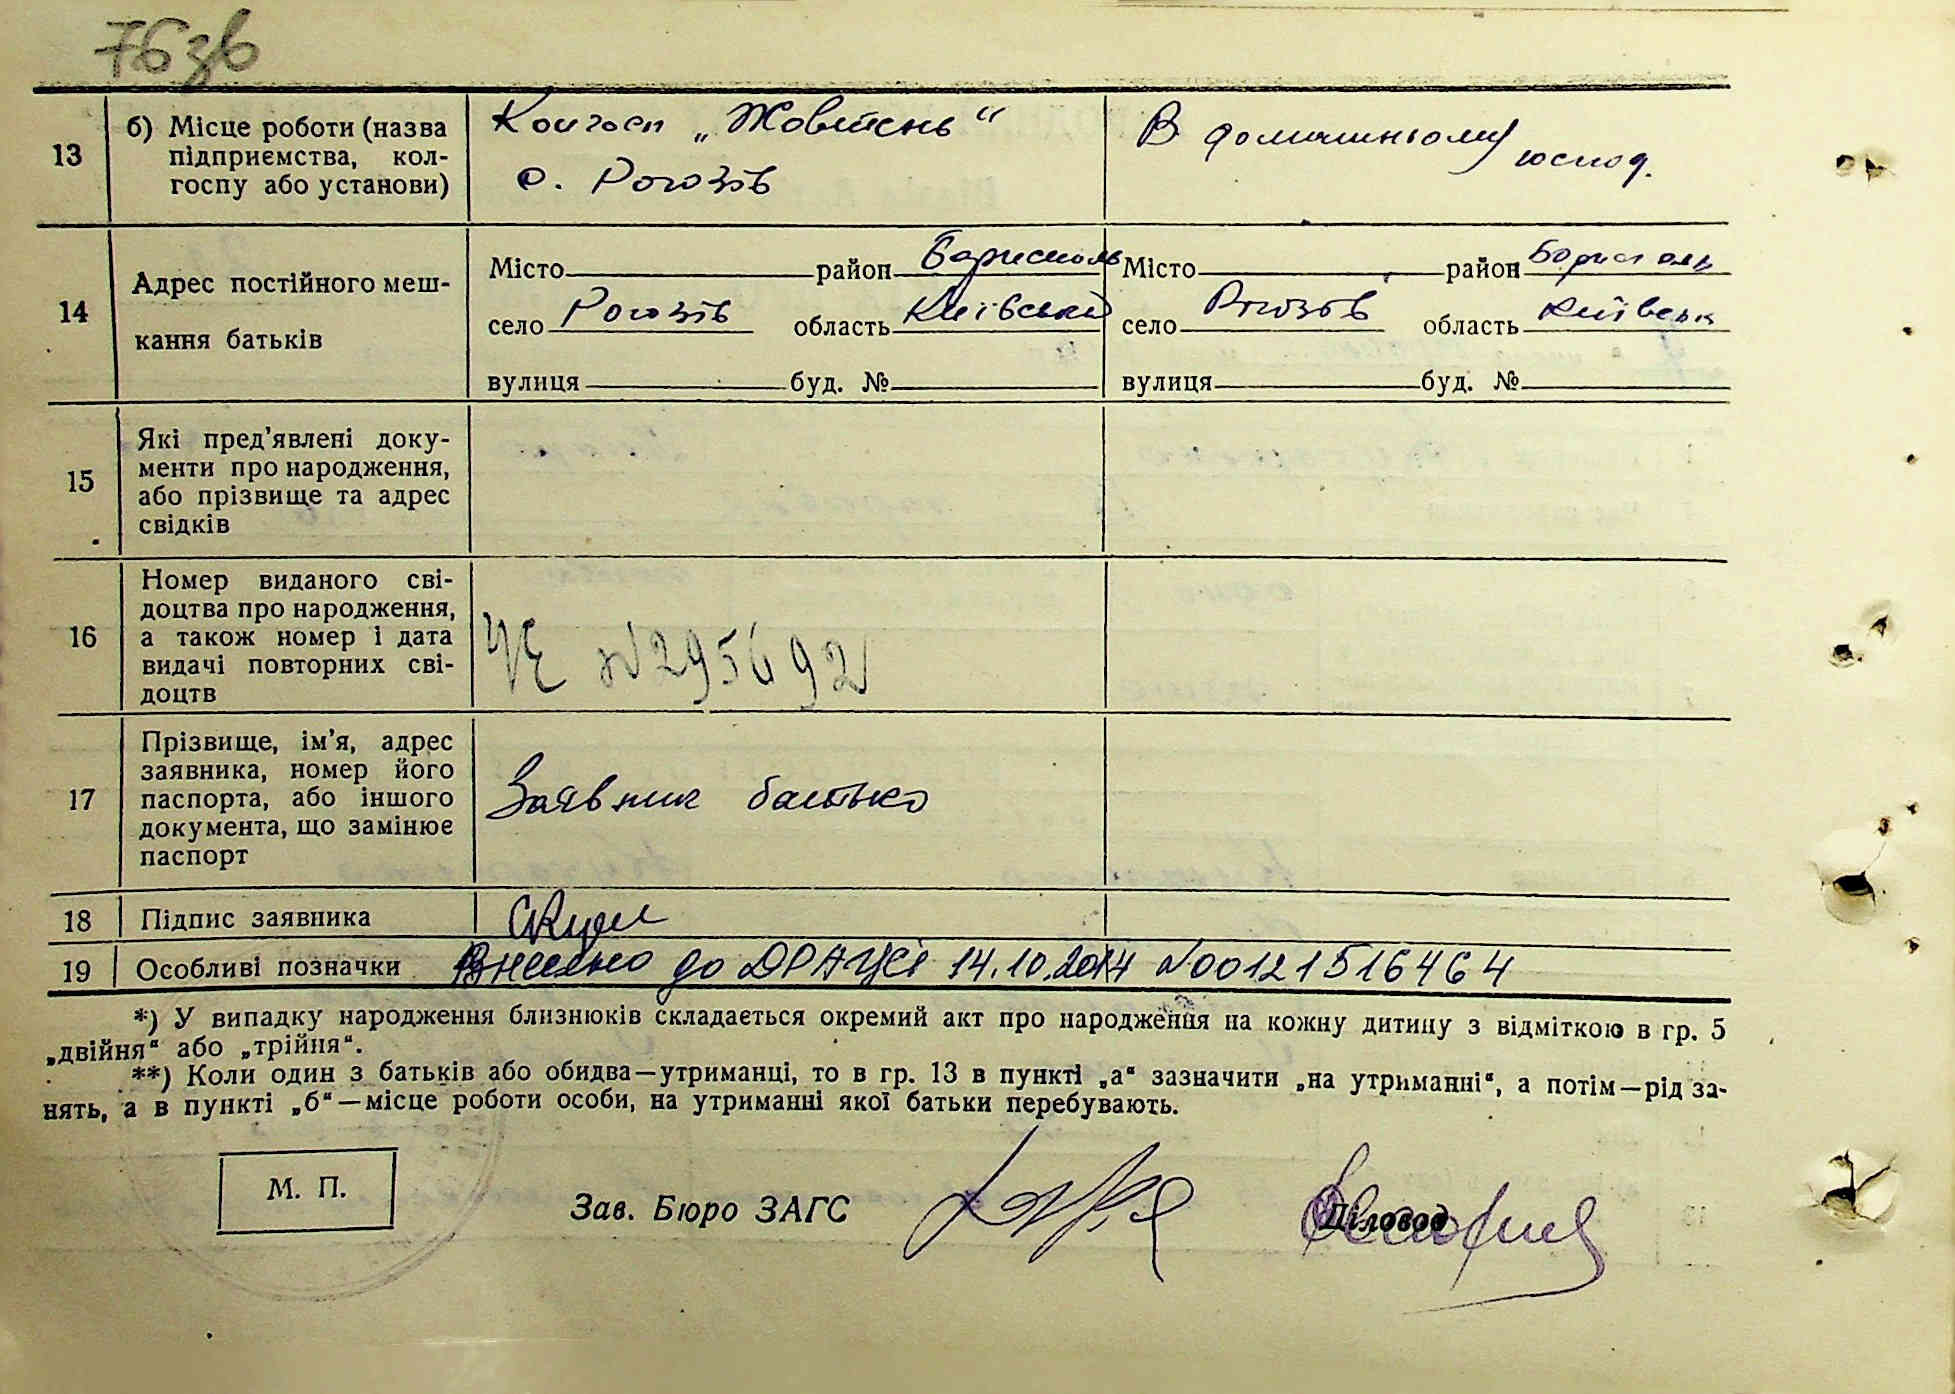 76 зв
13 б) Місце роботи (назва підприємства, кол-
госпу або установи)
Колгосп „Жовтень“
с. Рогозів
В домашньому
господ.
14 Адрес постійного меш-
кання батьків
Місто район Бориспіль
село Рогозів область Київська
вулиця буд. №
Місто район Бориспіль
село Рогозів область Київськ
вулиця буд. №
15 Які пред’явлені доку-
менти про народження,
або прізвище та адрес
свідків
16 Номер виданого сві-
доцтва про народження,
а також номер і дата
видачі повторних сві-
доцтв
ЧЕ №295692
17 Прізвище, ім’я, адрес
заявника, номер його
паспорта, або іншого
документа, що замінює
паспорт
Заявник батько
18 Підпис заявника
19 Особливі позначки Внесено до ДРАЦСГ 14.10.2014 №00121516464
*) У випадку народження близнюків складається окремий акт про народження на кожну дитину з відміткою в гр. 5
„двійня“ або „трійня“.
**) Коли один з батьків або обидва—утриманці, то в гр. 13 в пункті „а“ зазначити „на утриманні“, а потім—рід за-
нять, а в пункті „б“—місце роботи особи, на утриманні якої батьки перебувають.
М. П.
Зав. Бюро ЗАГС
Діловод